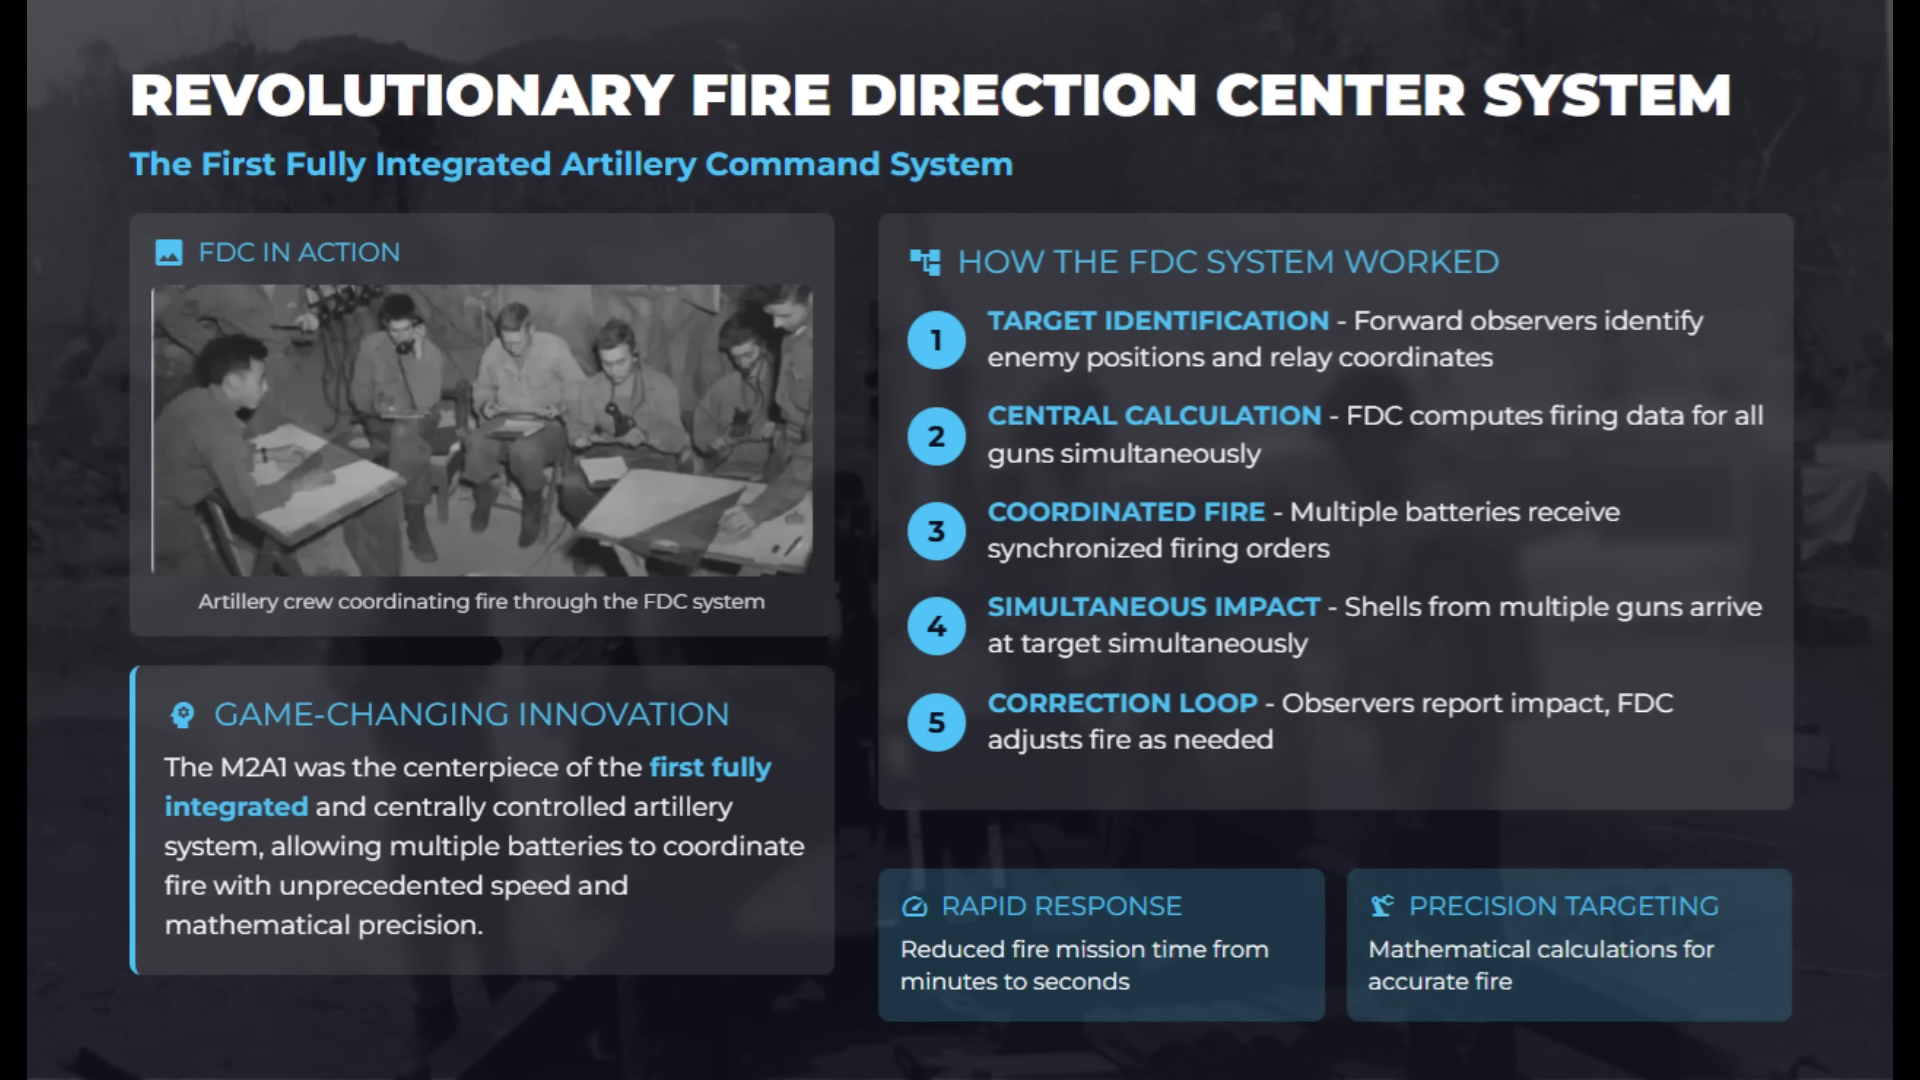 REVOLUTIONARY FIRE DIRECTION CENTER SYSTEM
The First Fully Integrated Artillery Command System
FDC IN ACTION
Artillery crew coordinating fire through the FDC system
GAME-CHANGING INNOVATION
The M2A1 was the centerpiece of the first fully
integrated and centrally controlled artillery
system, allowing multiple batteries to coordinate
fire with unprecedented speed and
mathematical precision.
HOW THE FDC SYSTEM WORKED
1 TARGET IDENTIFICATION - Forward observers identify
enemy positions and relay coordinates
2 CENTRAL CALCULATION - FDC computes firing data for all
guns simultaneously
3 COORDINATED FIRE - Multiple batteries receive
synchronized firing orders
4 SIMULTANEOUS IMPACT - Shells from multiple guns arrive
at target simultaneously
5 CORRECTION LOOP - Observers report impact, FDC
adjusts fire as needed
RAPID RESPONSE
Reduced fire mission time from
minutes to seconds
PRECISION TARGETING
Mathematical calculations for
accurate fire